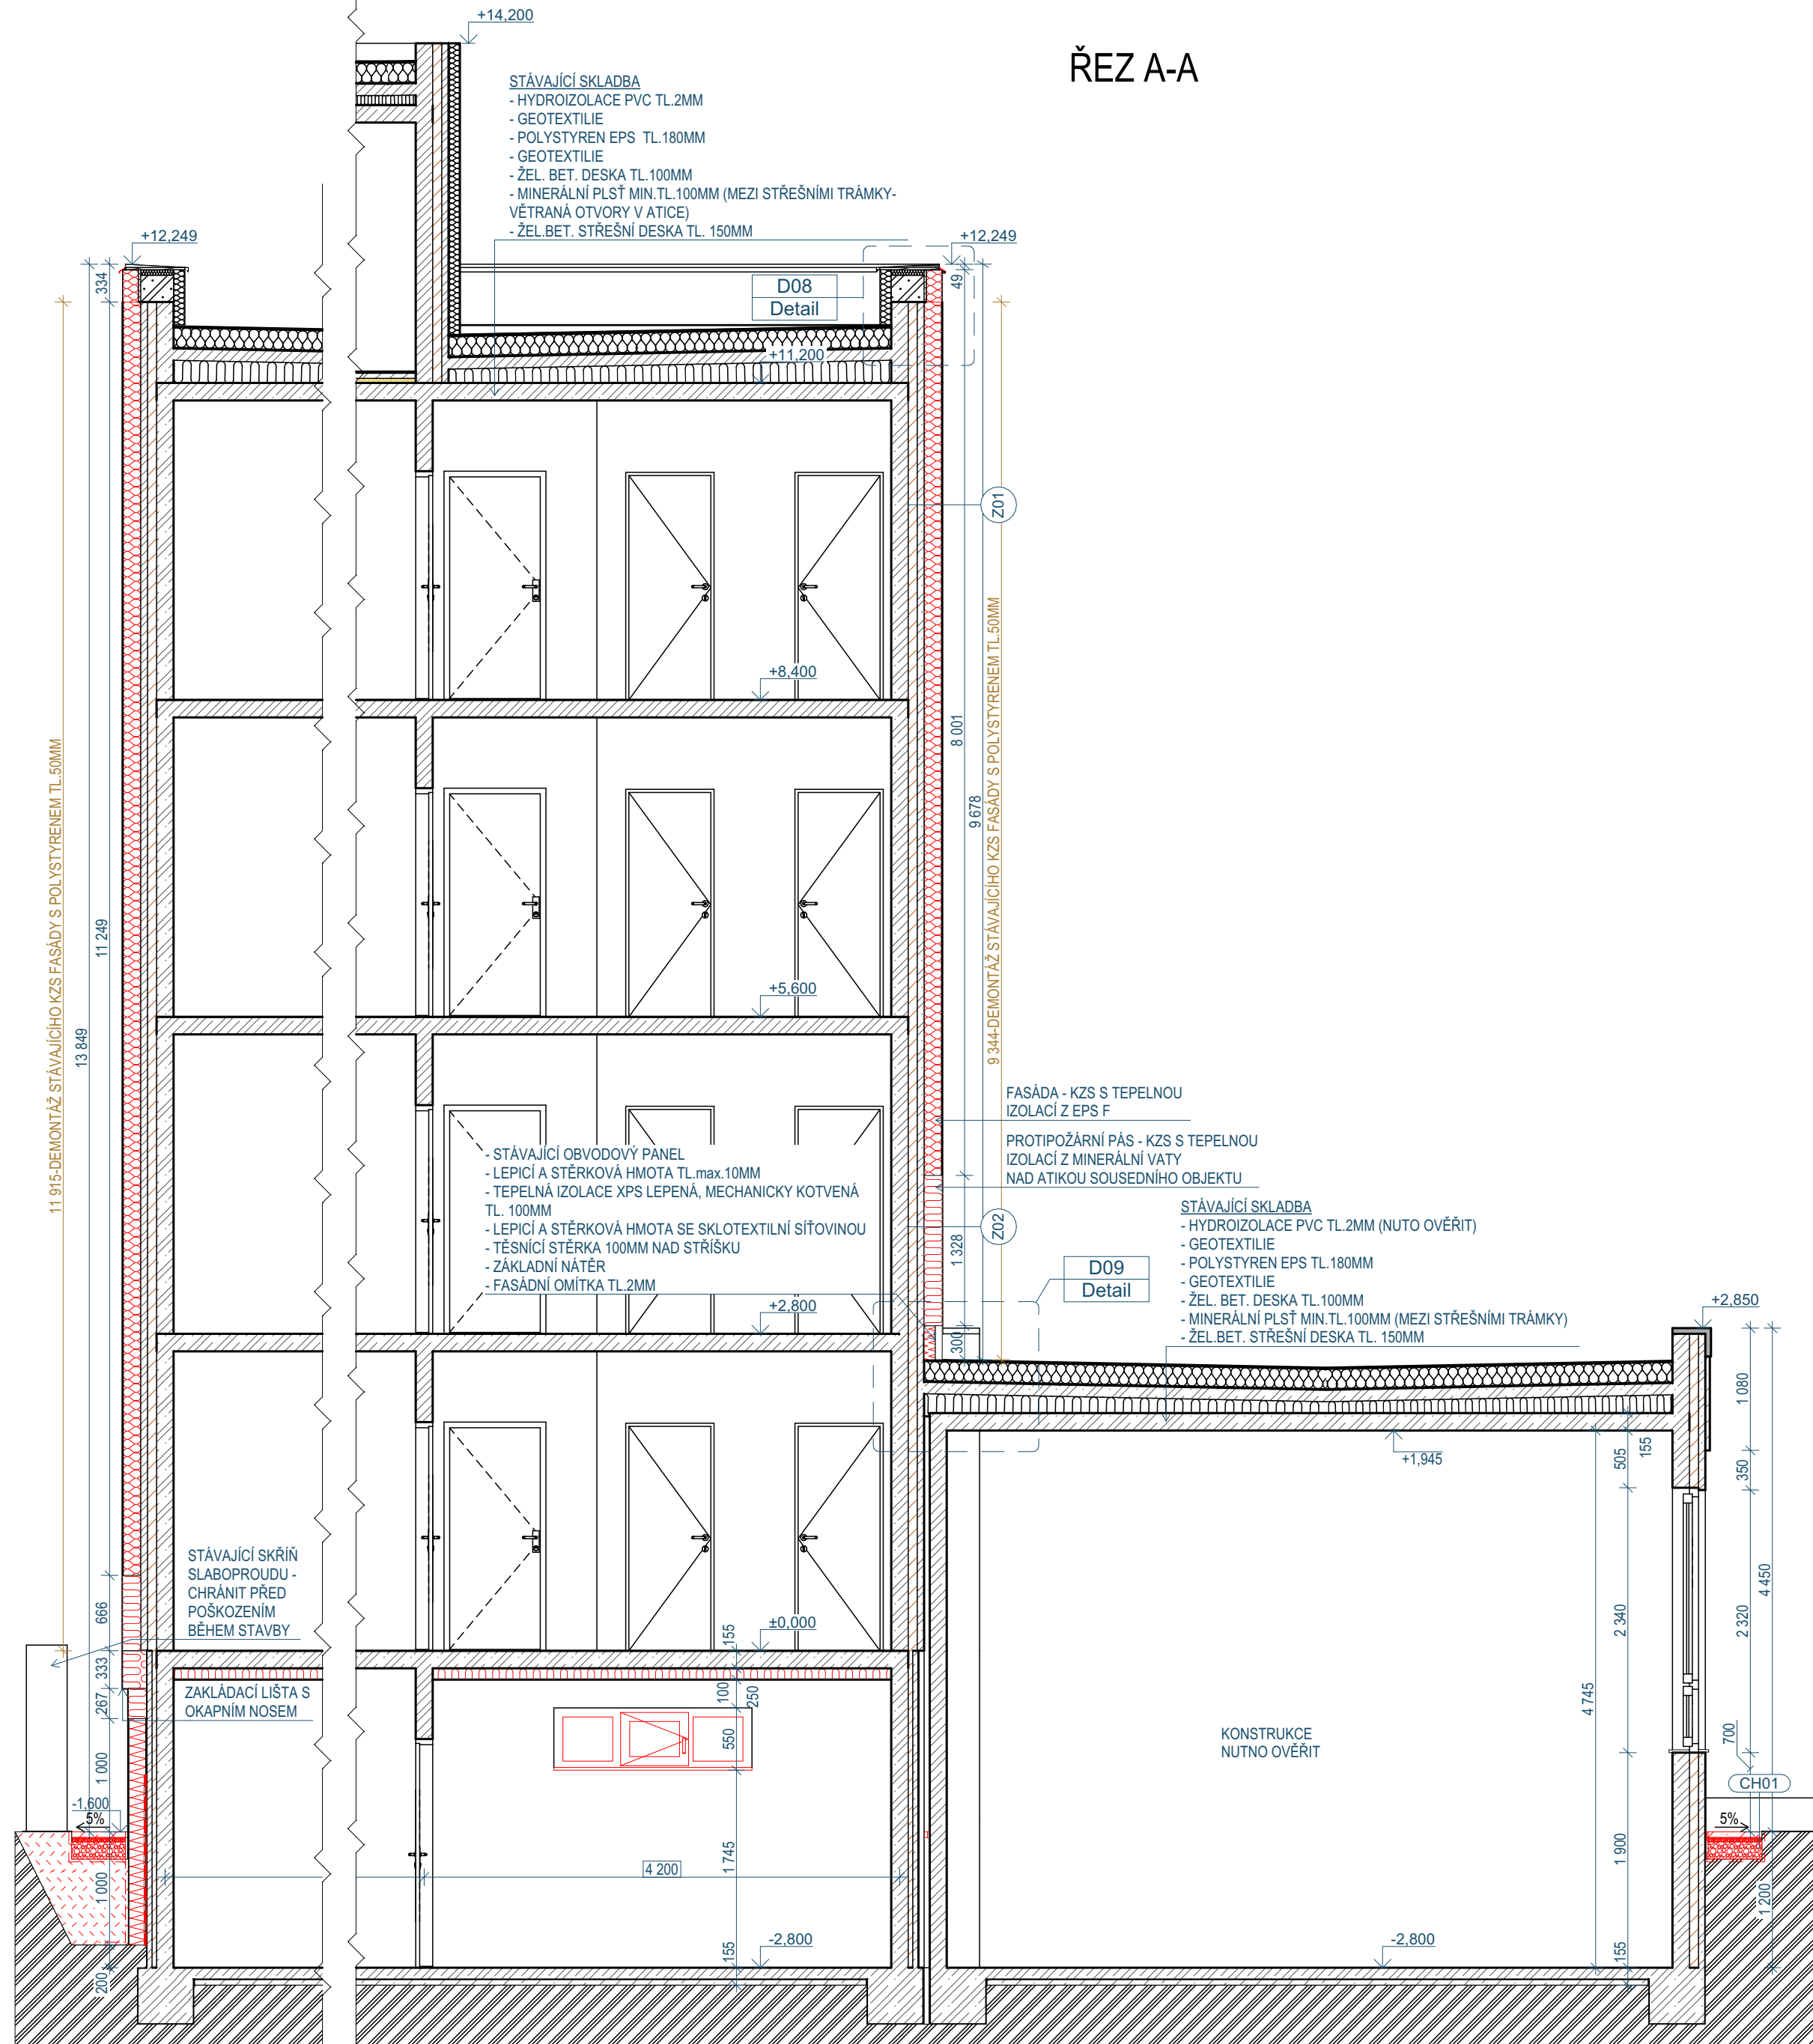 ŘEZ A-A
+14,200
STÁVAJÍCÍ SKLADBA
- HYDROIZOLACE PVC TL.2MM
- GEOTEXTILIE
- POLYSTYREN EPS  TL.180MM
- GEOTEXTILIE
- ŽEL. BET. DESKA TL.100MM
- MINERÁLNÍ PLSŤ MIN.TL.100MM (MEZI STŘEŠNÍMI TRÁMKY-
VĚTRANÁ OTVORY V ATICE)
- ŽEL.BET. STŘEŠNÍ DESKA TL. 150MM
+12,249
+12,249
334
49
D08
Detail
+11,200
Z01
+8,400
8 001
9 678
9 344-DEMONTÁŽ STÁVAJÍCÍHO KZS FASÁDY S POLYSTYRENEM TL.50MM
11 915-DEMONTÁŽ STÁVAJÍCÍHO KZS FASÁDY S POLYSTYRENEM TL.50MM
11 249
13 849
+5,600
FASÁDA - KZS S TEPELNOU
IZOLACÍ Z EPS F
PROTIPOŽÁRNÍ PÁS - KZS S TEPELNOU
IZOLACÍ Z MINERÁLNÍ VATY
NAD ATIKOU SOUSEDNÍHO OBJEKTU
- STÁVAJÍCÍ OBVODOVÝ PANEL
- LEPICÍ A STĚRKOVÁ HMOTA TL.max.10MM
- TEPELNÁ IZOLACE XPS LEPENÁ, MECHANICKY KOTVENÁ
TL. 100MM
- LEPICÍ A STĚRKOVÁ HMOTA SE SKLOTEXTILNÍ SÍŤOVINOU
- TĚSNÍCÍ STĚRKA 100MM NAD STŘÍŠKU
- ZÁKLADNÍ NÁTĚR
- FASÁDNÍ OMÍTKA TL.2MM
Z02
1 328
300
STÁVAJÍCÍ SKLADBA
- HYDROIZOLACE PVC TL.2MM (NUTO OVĚŘIT)
- GEOTEXTILIE
- POLYSTYREN EPS TL.180MM
- GEOTEXTILIE
- ŽEL. BET. DESKA TL.100MM
- MINERÁLNÍ PLSŤ MIN.TL.100MM (MEZI STŘEŠNÍMI TRÁMKY)
- ŽEL.BET. STŘEŠNÍ DESKA TL. 150MM
D09
Detail
+2,800
+2,850
1 080
155
505
350
+1,945
STÁVAJÍCÍ SKŘÍŇ
SLABOPROUDU -
CHRÁNIT PŘED
POŠKOZENÍM
BĚHEM STAVBY
666
333
267
ZAKLÁDACÍ LIŠTA S
OKAPNÍM NOSEM
±0,000
155
100
250
550
2 340
2 320
4 450
4 745
KONSTRUKCE
NUTNO OVĚŘIT
700
CH01
1 000
-1,600
5%
5%
1 000
4 200
1 745
1 900
1 200
-2,800
-2,800
155
155
200